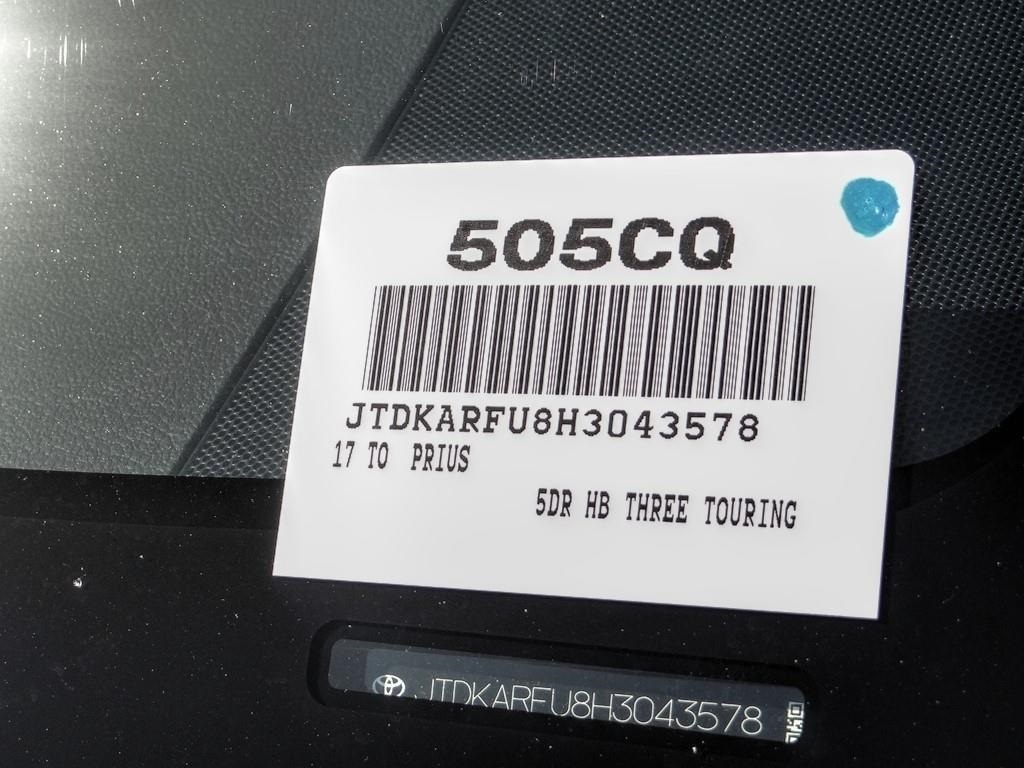 505CQ
JTDKARFU8H3043578
17 TO PRIUS
5DR HB THREE TOURING
JTDKARFU8H3043578